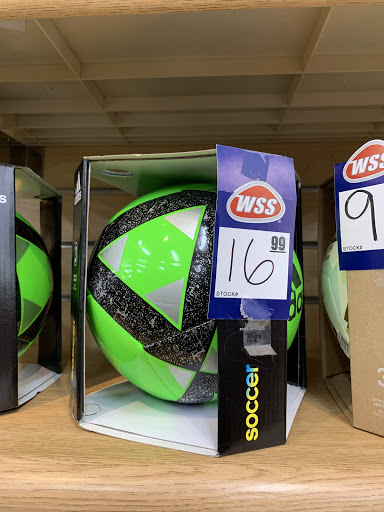 WSS
16 99
STOCK#
soccer
WSS
9
STOCK#